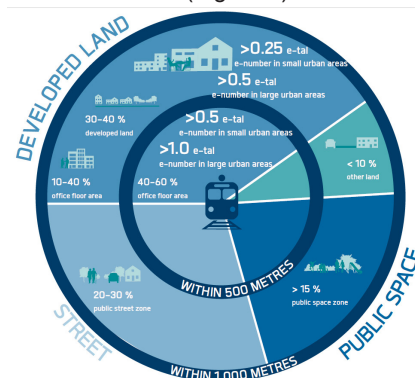 DEVELOPED LAND
>0.25 e-tal
e-number in small urban areas
>0.5 e-tal
e-number in large urban areas
30–40 %
developed land
>0.5 e-tal
e-number in small urban areas
>1.0 e-tal
e-number in large urban areas
10–40 %
office floor area
40–60 %
office floor area
< 10 %
other land
20–30 %
public street zone
> 15 %
public space zone
WITHIN 500 METRES
STREET
PUBLIC SPACE
WITHIN 1,000 METRES